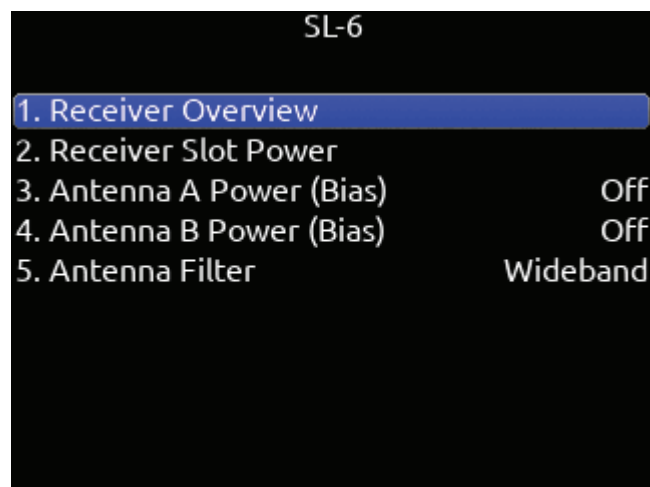 SL-6
1. Receiver Overview
2. Receiver Slot Power
3. Antenna A Power (Bias) Off
4. Antenna B Power (Bias) Off
5. Antenna Filter Wideband